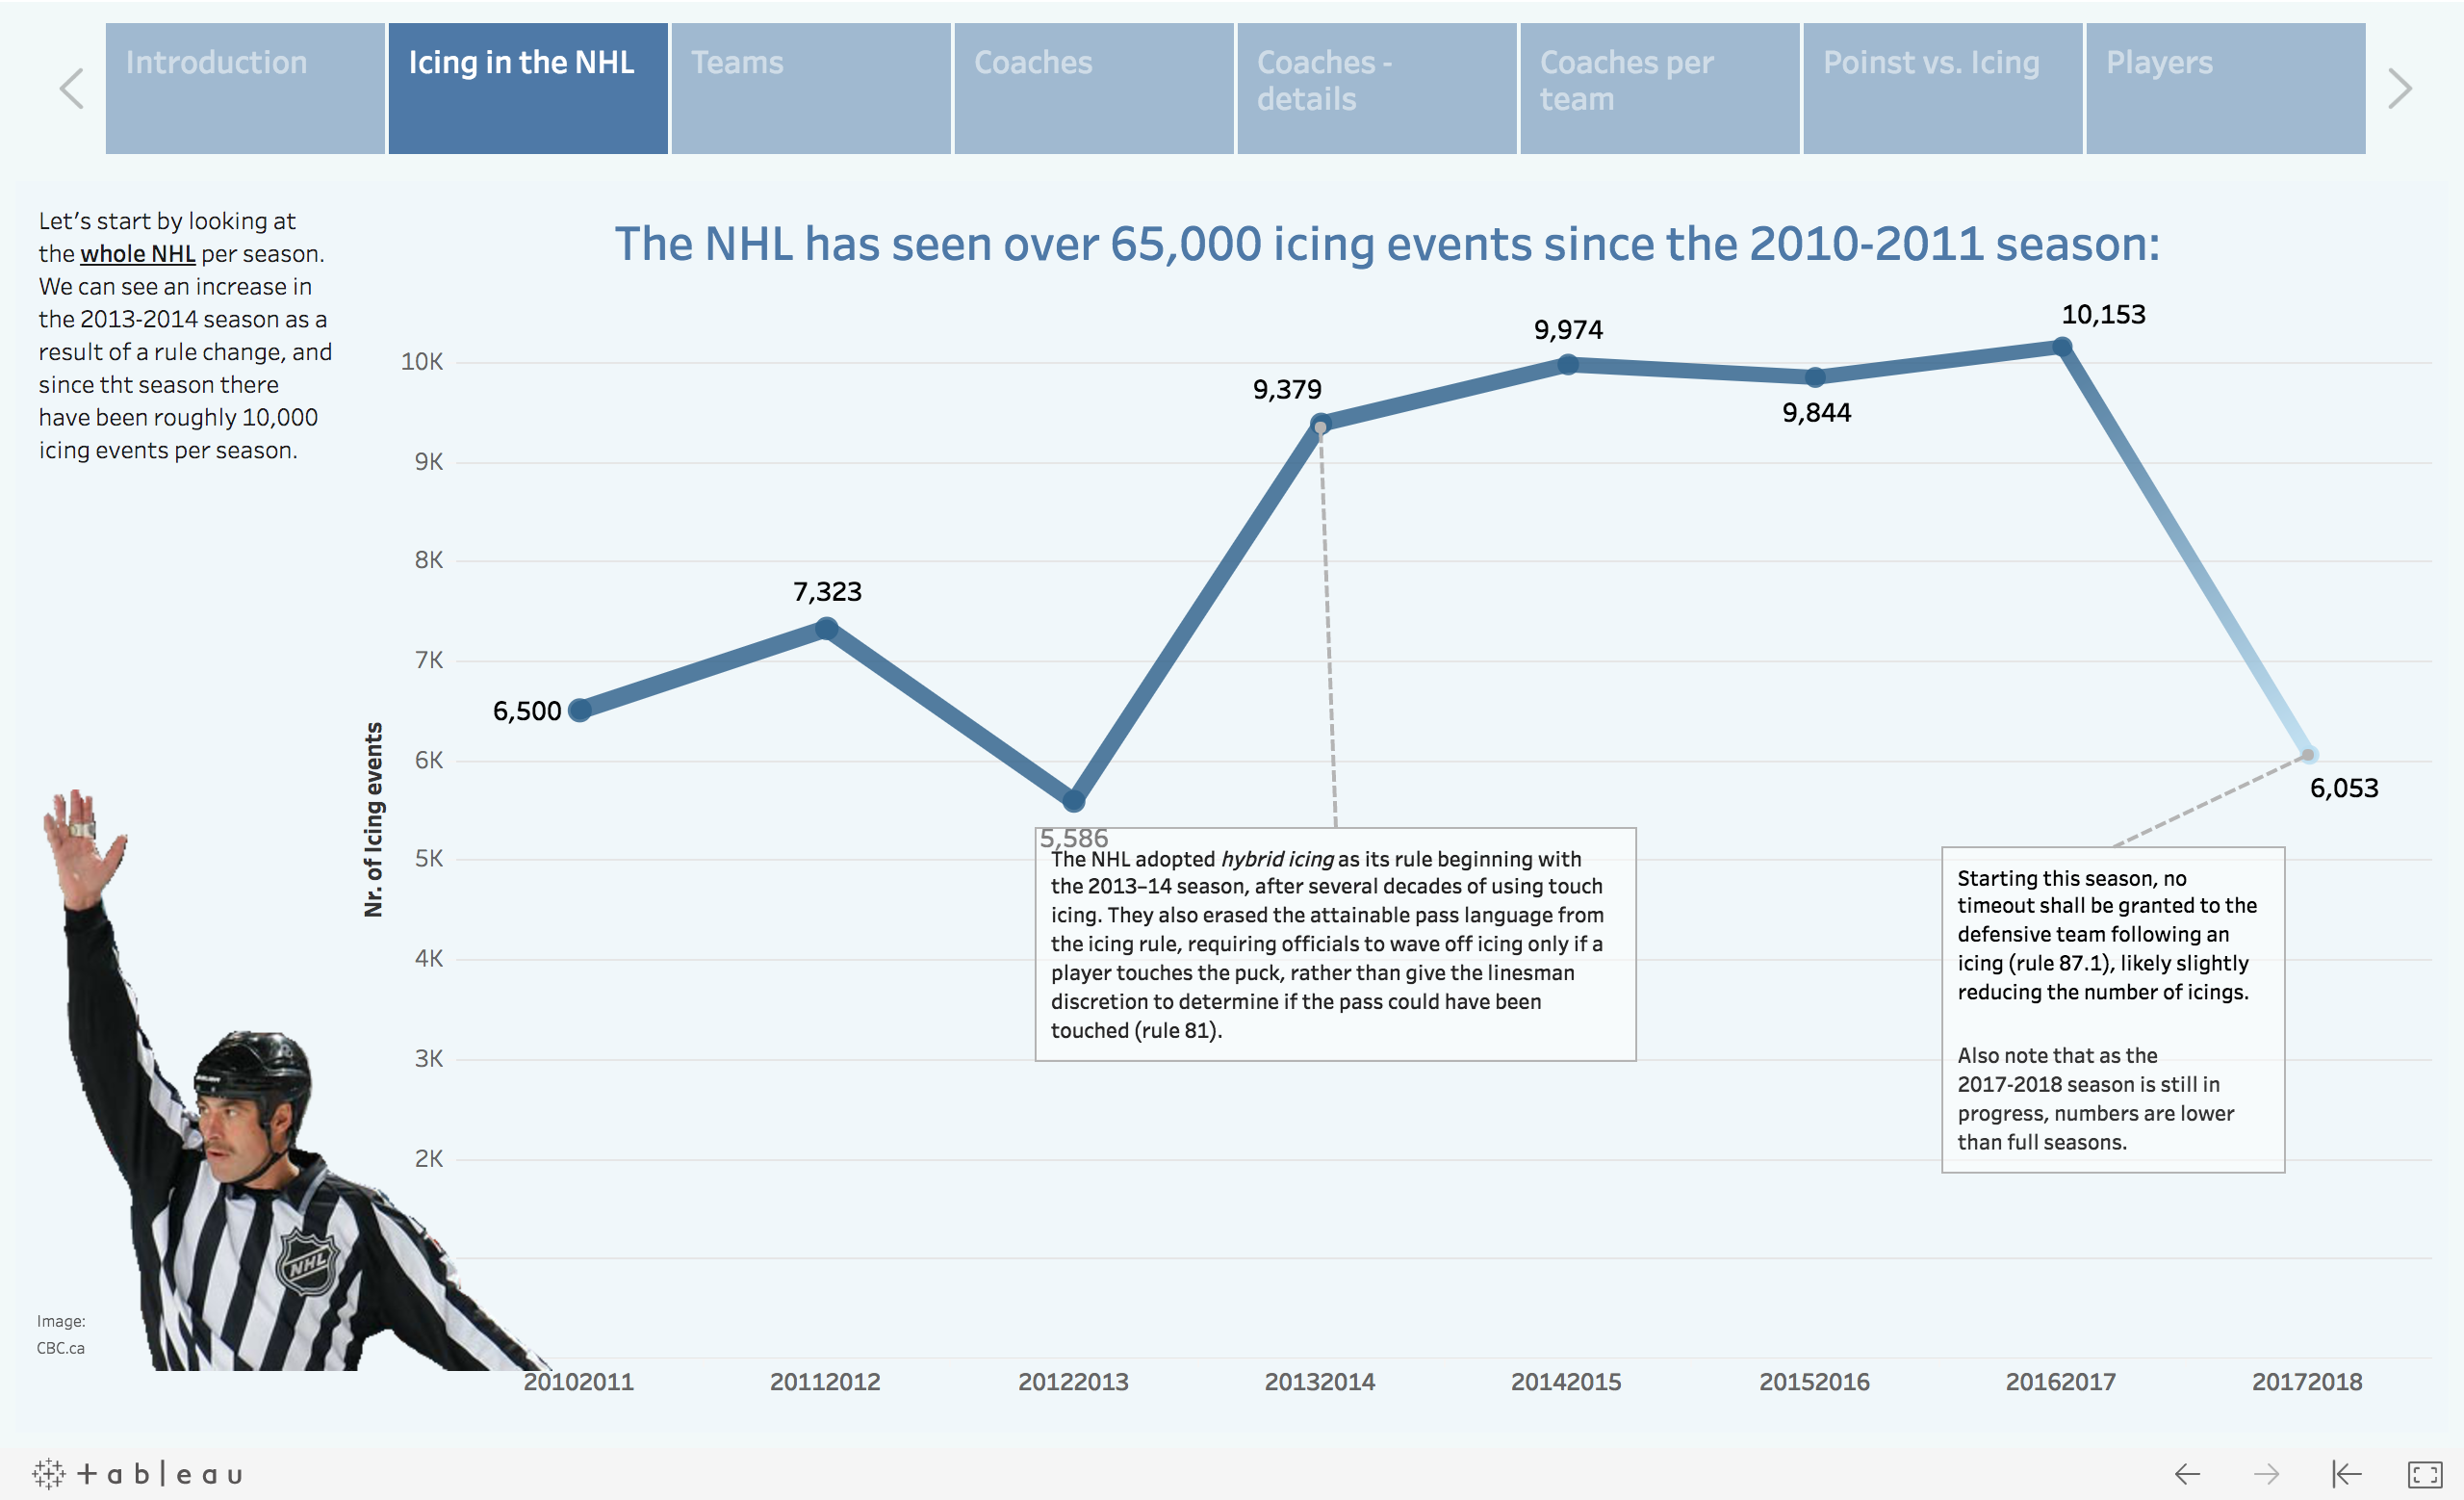 Introduction
Icing in the NHL
Teams
Coaches
Coaches -
details
Coaches per
team
Poinst vs. Icing
Players
Let's start by looking at
the whole NHL per season.
We can see an increase in
the 2013-2014 season as a
result of a rule change, and
since tht season there
have been roughly 10,000
icing events per season.
The NHL has seen over 65,000 icing events since the 2010-2011 season:
Nr. of Icing events
10K
9K
8K
7K
6K
5K
4K
3K
2K
6,500
7,323
5,586
9,379
9,974
9,844
10,153
6,053
The NHL adopted hybrid icing as its rule beginning with
the 2013–14 season, after several decades of using touch
icing. They also erased the attainable pass language from
the icing rule, requiring officials to wave off icing only if a
player touches the puck, rather than give the linesman
discretion to determine if the pass could have been
touched (rule 81).
Starting this season, no
timeout shall be granted to the
defensive team following an
icing (rule 87.1), likely slightly
reducing the number of icings.
Also note that as the
2017-2018 season is still in
progress, numbers are lower
than full seasons.
NHL
Image:
CBC.ca
20102011
20112012
20122013
20132014
20142015
20152016
20162017
20172018
+ableau